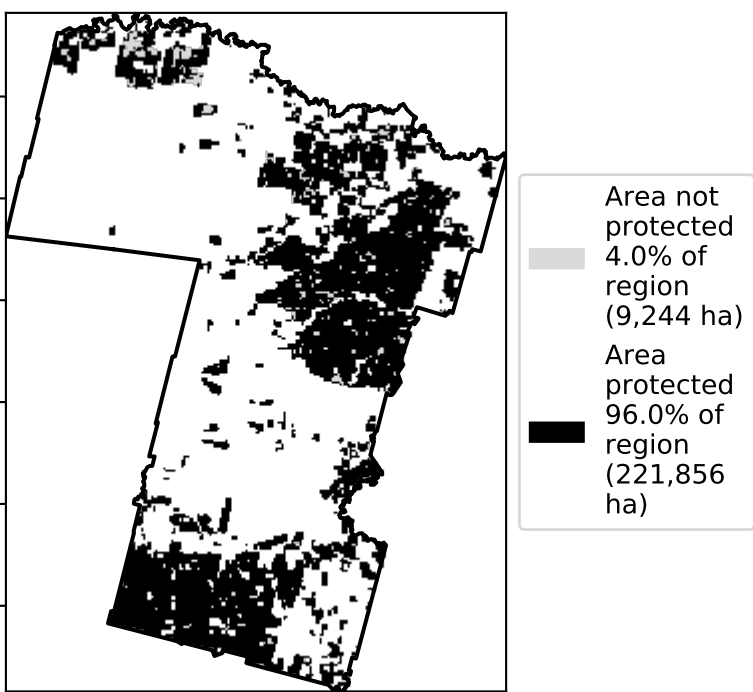 Area not
protected
4.0% of
region
(9,244 ha)
Area
protected
96.0% of
region
(221,856
ha)